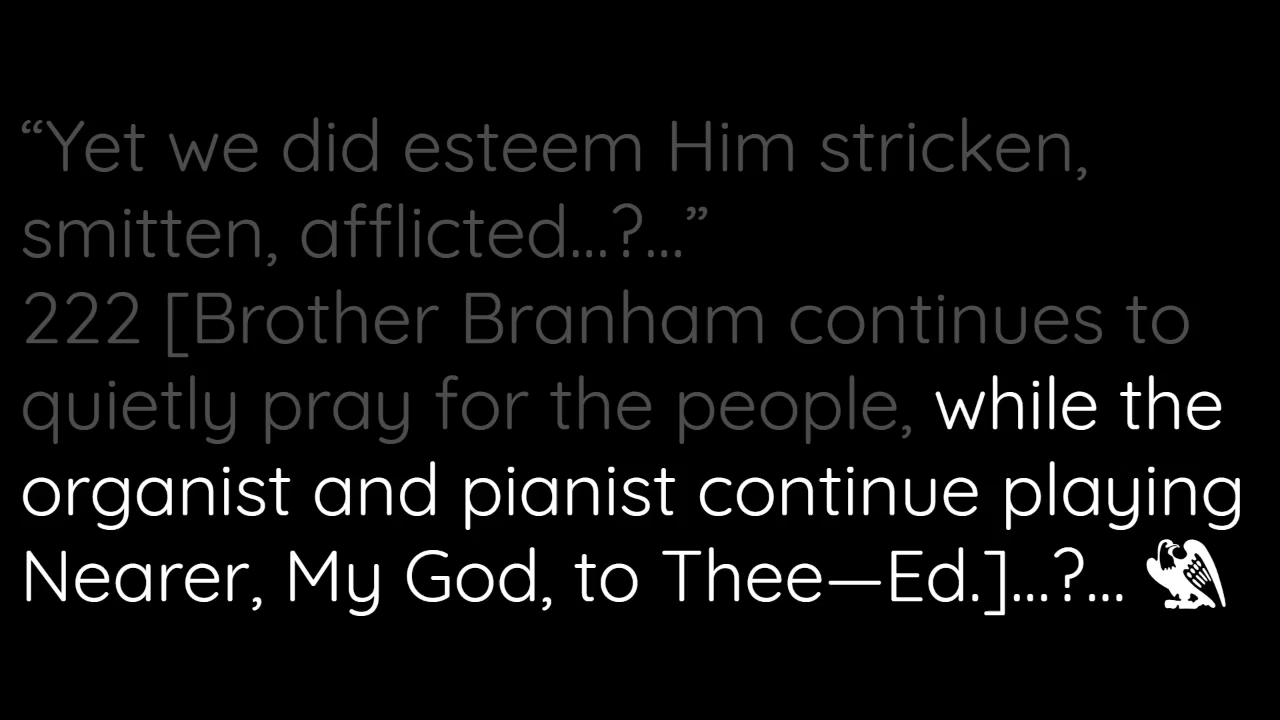 “Yet we did esteem Him stricken,
smitten, afflicted...?...”
222 [Brother Branham continues to
quietly pray for the people, while the
organist and pianist continue playing
Nearer, My God, to Thee—Ed.]...?...